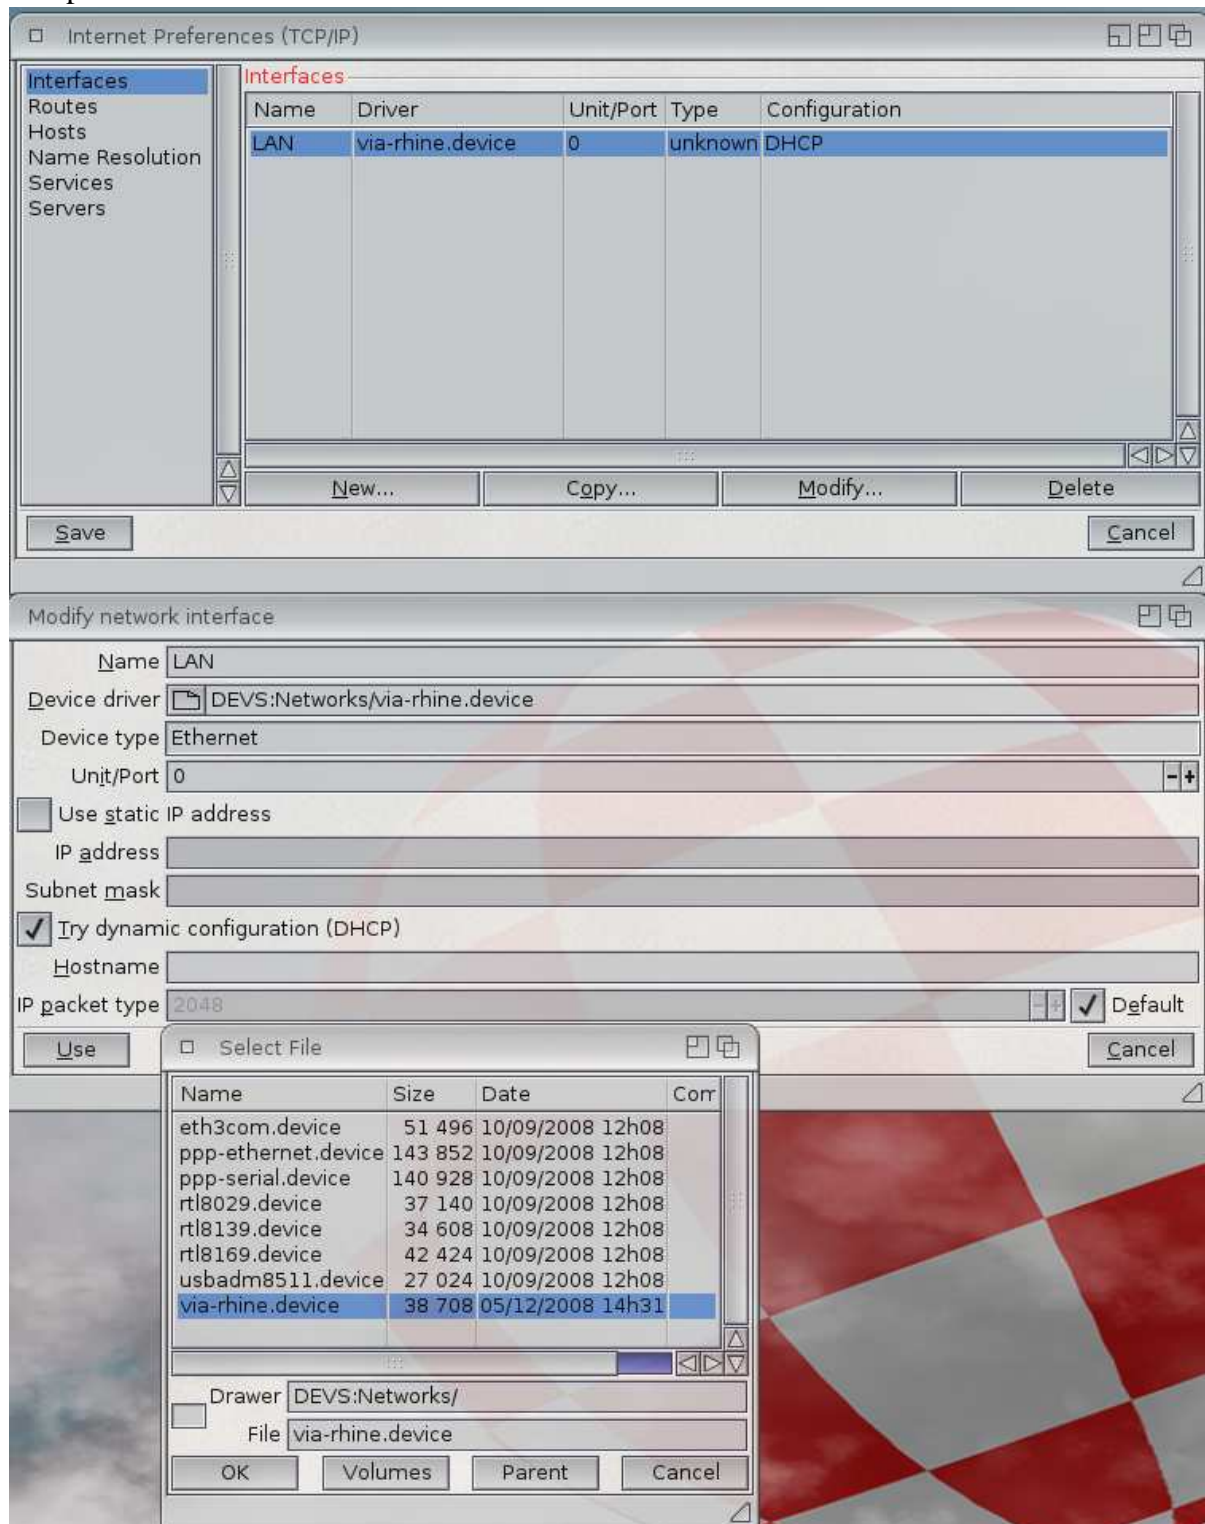 Internet Preferences (TCP/IP)
Interfaces
Routes
Hosts
Name Resolution
Services
Servers
Interfaces
Name Driver Unit/Port Type Configuration
LAN via-rhine.device 0 unknown DHCP
New... Copy... Modify... Delete
Save Cancel
Modify network interface
Name LAN
Device driver DEVS:Networks/via-rhine.device
Device type Ethernet
Unit/Port 0
Use static IP address
IP address
Subnet mask
Try dynamic configuration (DHCP)
Hostname
IP packet type 2048 Default
Use Cancel
Select File
Name Size Date Com
eth3com.device 51 496 10/09/2008 12h08
ppp-ethernet.device 143 852 10/09/2008 12h08
ppp-serial.device 140 928 10/09/2008 12h08
rtl8029.device 37 140 10/09/2008 12h08
rtl8139.device 34 608 10/09/2008 12h08
rtl8169.device 42 424 10/09/2008 12h08
usbadm8511.device 27 024 10/09/2008 12h08
via-rhine.device 38 708 05/12/2008 14h31
Drawer DEVS:Networks/
File via-rhine.device
OK Volumes Parent Cancel